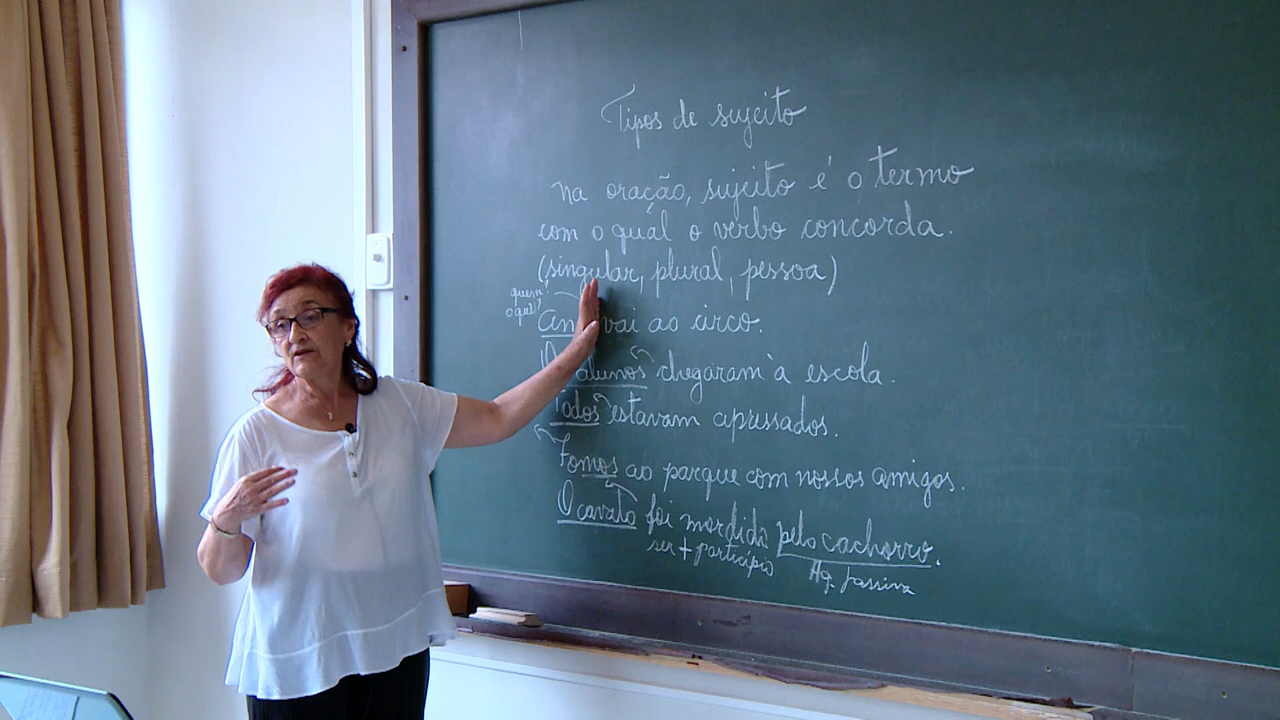 Tipos de sujeito
na oração, sujeito é o termo
com o qual o verbo concorda.
(singular, plural, pessoa)
quem?
o quê?
vai ao circo.
alunos chegaram à escola.
Todos estavam apressados.
Fomos ao parque com nossos amigos.
O cavalo foi mordido pelo cachorro.
ser + particípio
Ag. passiva